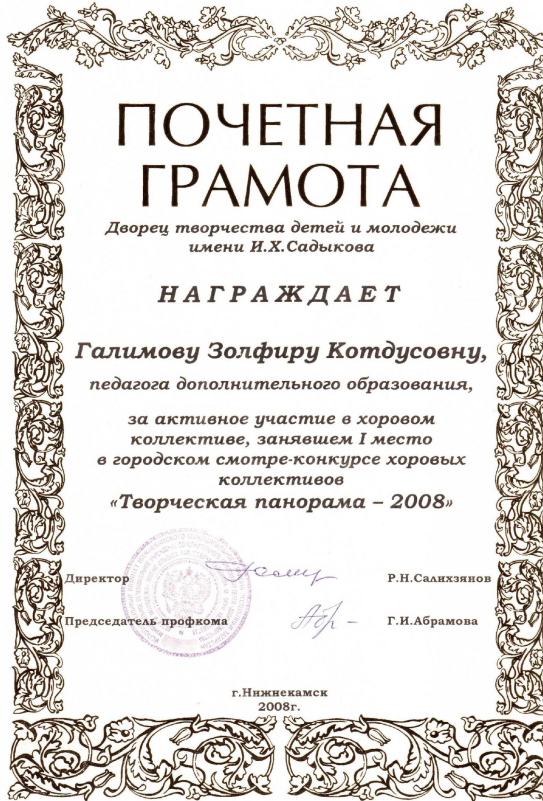 ПОЧЕТНАЯ
ГРАМОТА
Дворец творчества детей и молодежи
имени И.Х.Садыкова
НАГРАЖДАЕТ
Галимову Золфиру Котдусовну,
педагога дополнительного образования,
за активное участие в хоровом
коллективе, занявшем I место
в городском смотре-конкурсе хоровых
коллективов
«Творческая панорама – 2008»
Директор Р.Н.Салихзянов
Председатель профкома Г.И.Абрамова
г.Нижнекамск
2008г.